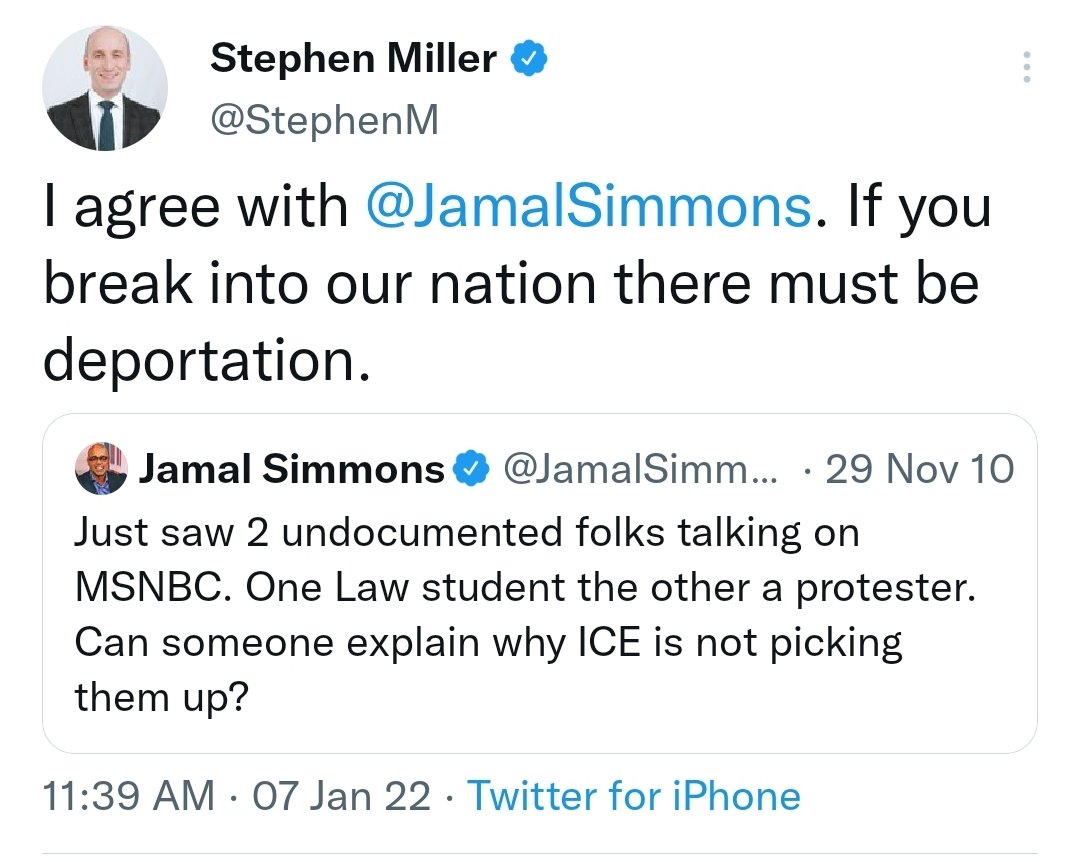 Stephen Miller
@StephenM
I agree with @JamalSimmons. If you
break into our nation there must be
deportation.
Jamal Simmons @JamalSimm... · 29 Nov 10
Just saw 2 undocumented folks talking on
MSNBC. One Law student the other a protester.
Can someone explain why ICE is not picking
them up?
11:39 AM · 07 Jan 22 · Twitter for iPhone